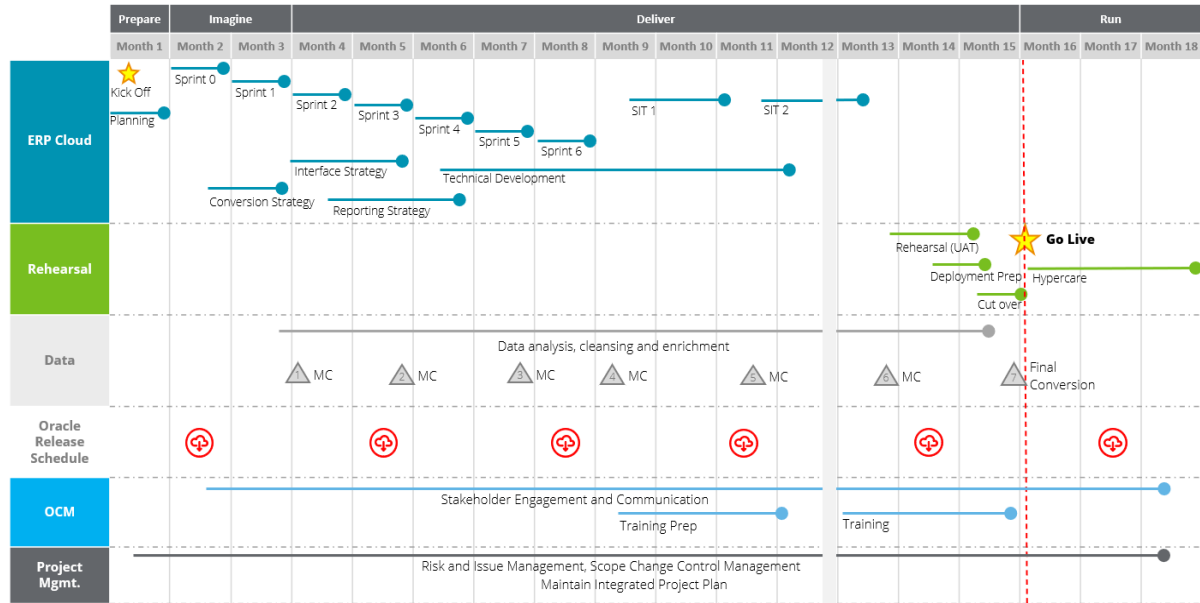 Prepare Imagine Deliver Run
Month 1 Month 2 Month 3 Month 4 Month 5 Month 6 Month 7 Month 8 Month 9 Month 10 Month 11 Month 12 Month 13 Month 14 Month 15 Month 16 Month 17 Month 18
ERP Cloud
Kick Off
Planning
Sprint 0
Sprint 1
Sprint 2
Sprint 3
Sprint 4
Sprint 5
Sprint 6
SIT 1
SIT 2
Interface Strategy
Technical Development
Conversion Strategy
Reporting Strategy
Rehearsal
Rehearsal (UAT)
Go Live
Deployment Prep
Hypercare
Cut over
Data
Data analysis, cleansing and enrichment
1 MC
2 MC
3 MC
4 MC
5 MC
6 MC
7 Final
Conversion
Oracle
Release
Schedule
OCM
Stakeholder Engagement and Communication
Training Prep
Training
Project
Mgmt.
Risk and Issue Management, Scope Change Control Management
Maintain Integrated Project Plan